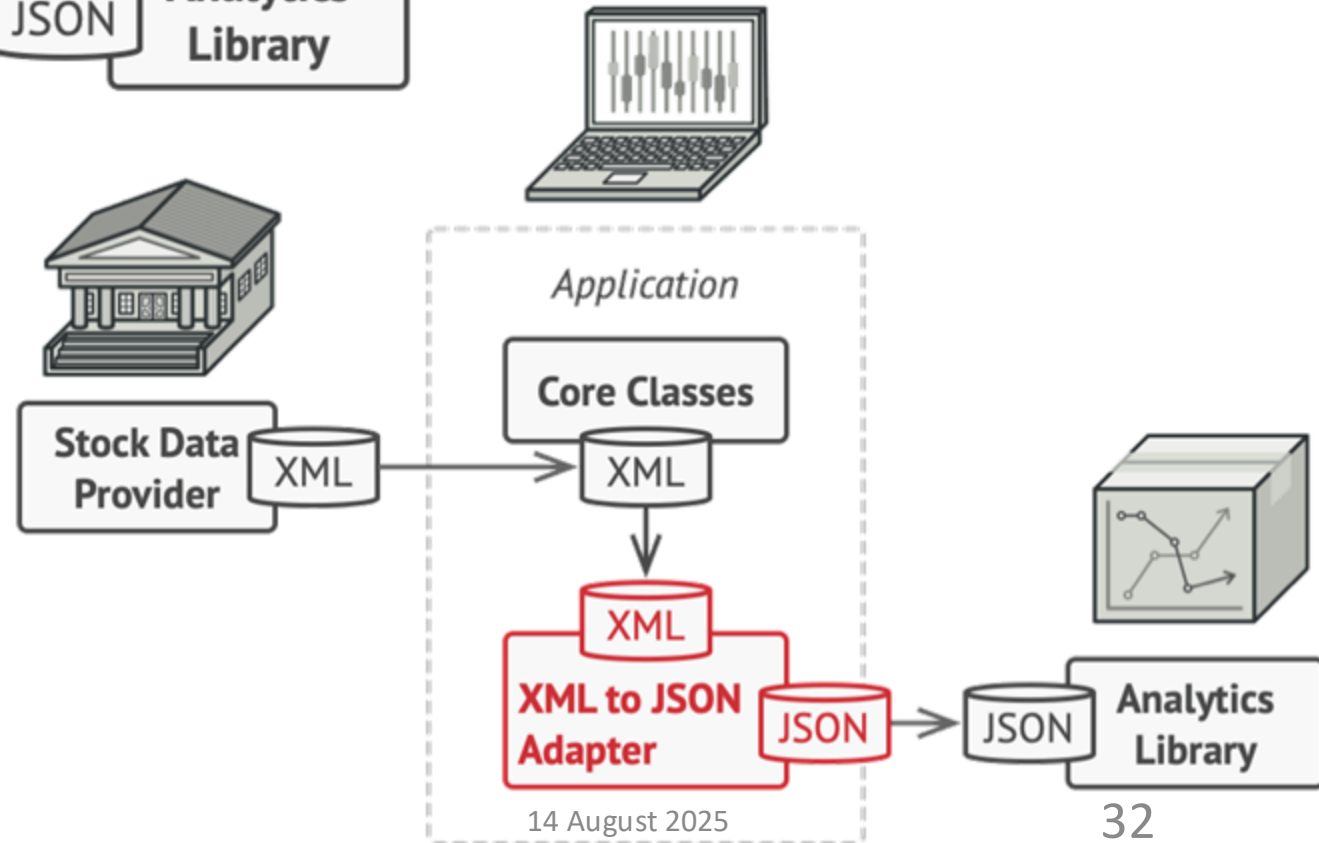 JSON
Library
Application
Core Classes
Stock Data
Provider
XML
XML
XML
XML to JSON
Adapter
JSON
JSON
Analytics
Library
14 August 2025
32